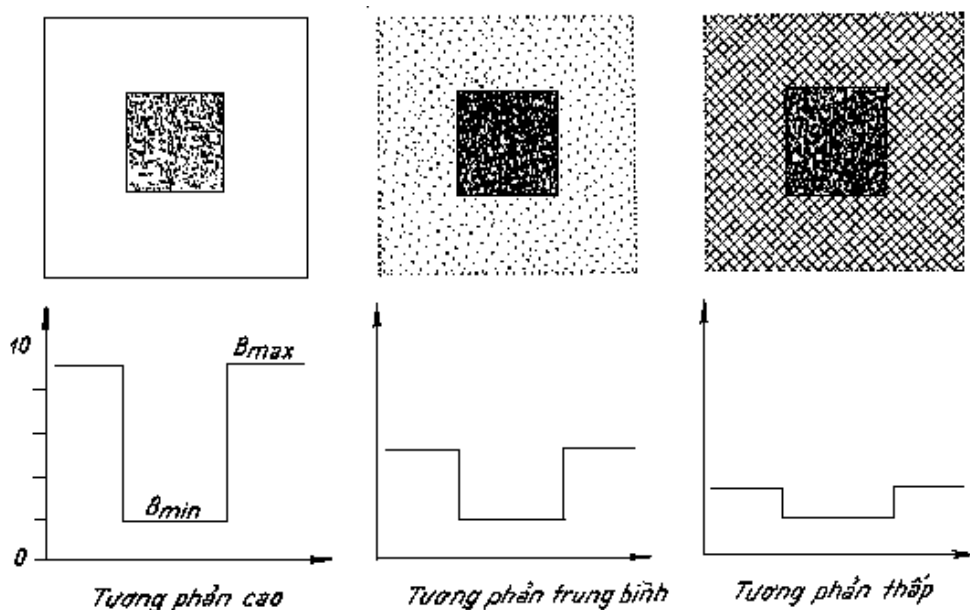 10
Bmax
Bmin
0
Tương phản cao
Tương phản trung bình
Tương phản thấp